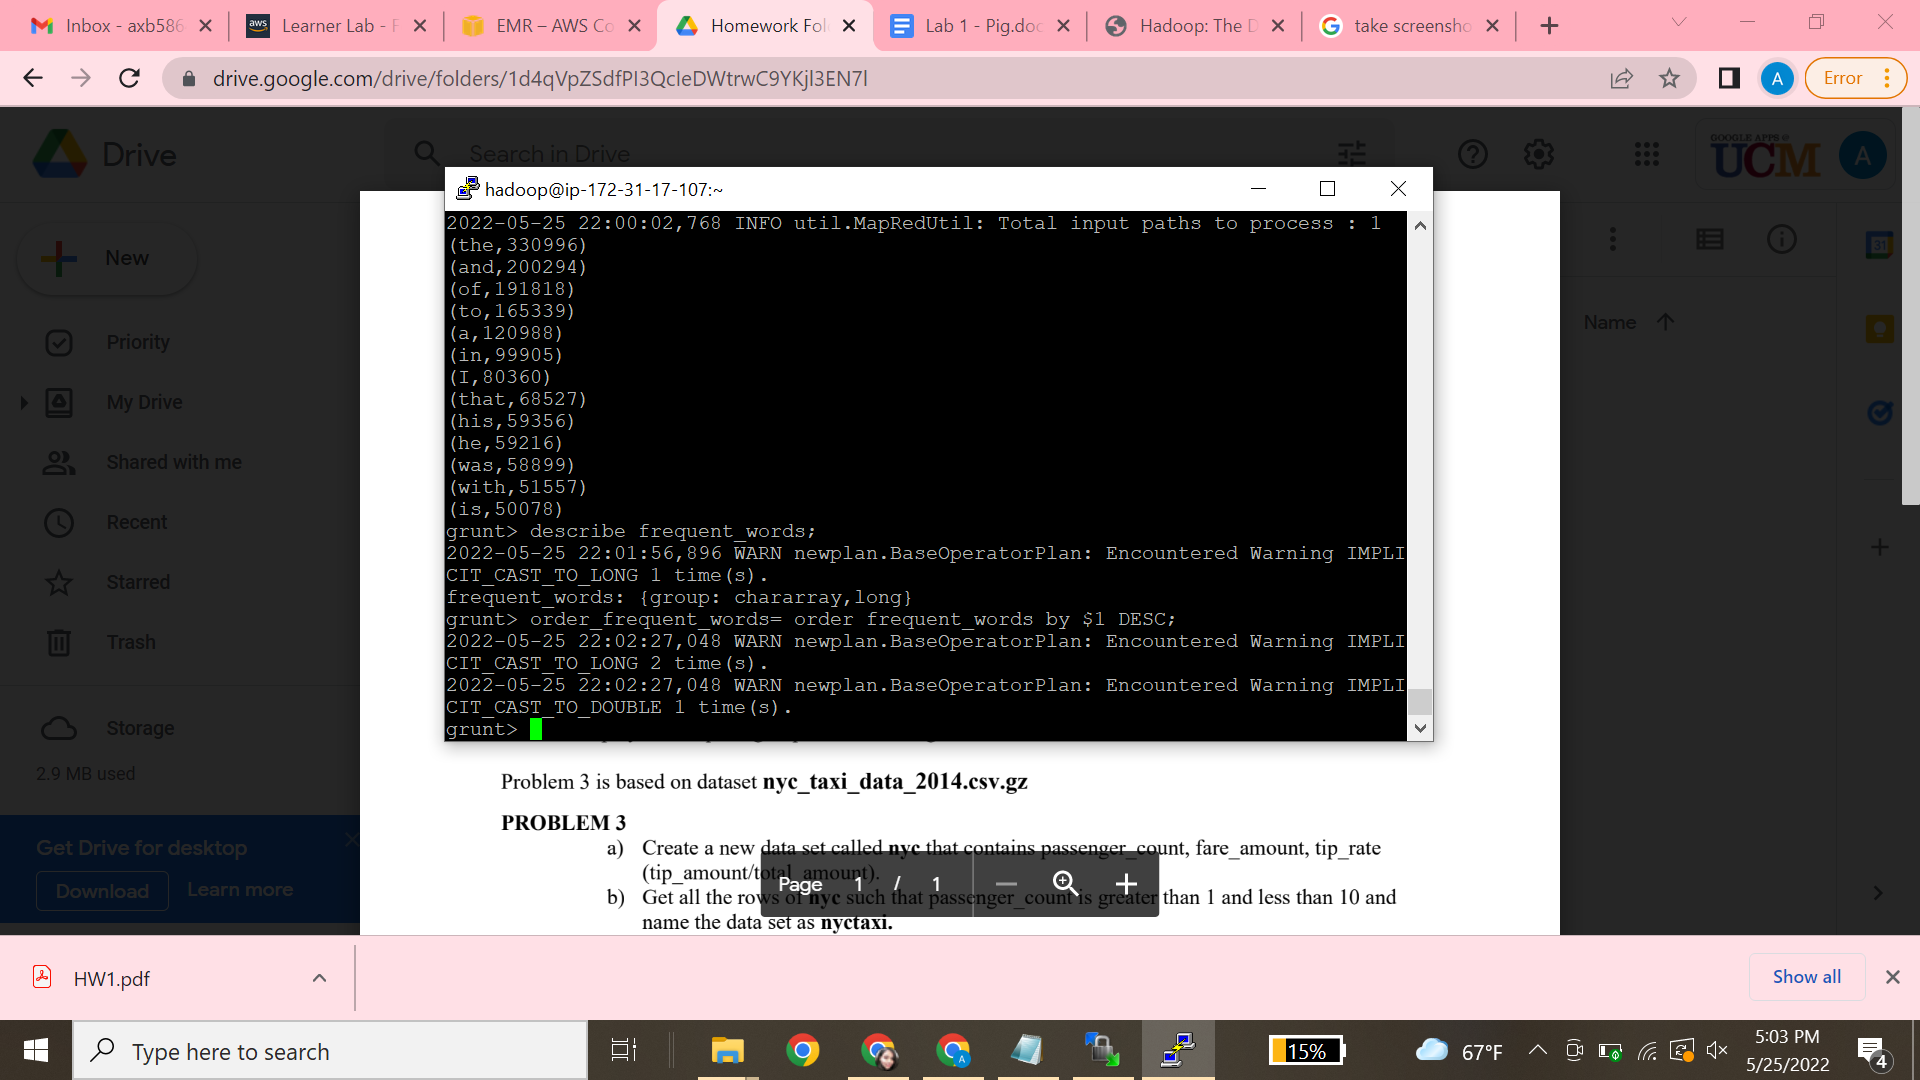 Inbox - axb586
Learner Lab - F
EMR – AWS Co
Homework Fol
Lab 1 - Pig.doc
Hadoop: The D
take screensho
drive.google.com/drive/folders/1d4qVpZSdfPI3QcIeDWtrwC9YKjl3EN7l
A
Error
Drive
Search in Drive
GOOGLE APPS @
UCM
A
hadoop@ip-172-31-17-107:~
2022-05-25 22:00:02,768 INFO util.MapRedUtil: Total input paths to process : 1
(the,330996)
(and,200294)
(of,191818)
(to,165339)
(a,120988)
(in,99905)
(I,80360)
(that,68527)
(his,59356)
(he,59216)
(was,58899)
(with,51557)
(is,50078)
grunt> describe frequent_words;
2022-05-25 22:01:56,896 WARN newplan.BaseOperatorPlan: Encountered Warning IMPLI
CIT_CAST_TO_LONG 1 time(s).
frequent_words: {group: chararray,long}
grunt> order_frequent_words= order frequent_words by $1 DESC;
2022-05-25 22:02:27,048 WARN newplan.BaseOperatorPlan: Encountered Warning IMPLI
CIT_CAST_TO_LONG 2 time(s).
2022-05-25 22:02:27,048 WARN newplan.BaseOperatorPlan: Encountered Warning IMPLI
CIT_CAST_TO_DOUBLE 1 time(s).
grunt>
New
Priority
My Drive
Shared with me
Recent
Starred
Trash
Storage
2.9 MB used
Get Drive for desktop
Download
Learn more
Name
31
Problem 3 is based on dataset nyc_taxi_data_2014.csv.gz
PROBLEM 3
a) Create a new data set called nyc that contains passenger_count, fare_amount, tip_rate
(tip_amount/total_amount).
b) Get all the rows of nyc such that passenger_count is greater than 1 and less than 10 and
name the data set as nyctaxi.
Page 1 / 1
HW1.pdf
Show all
Type here to search
15%
67°F
5:03 PM
5/25/2022
4